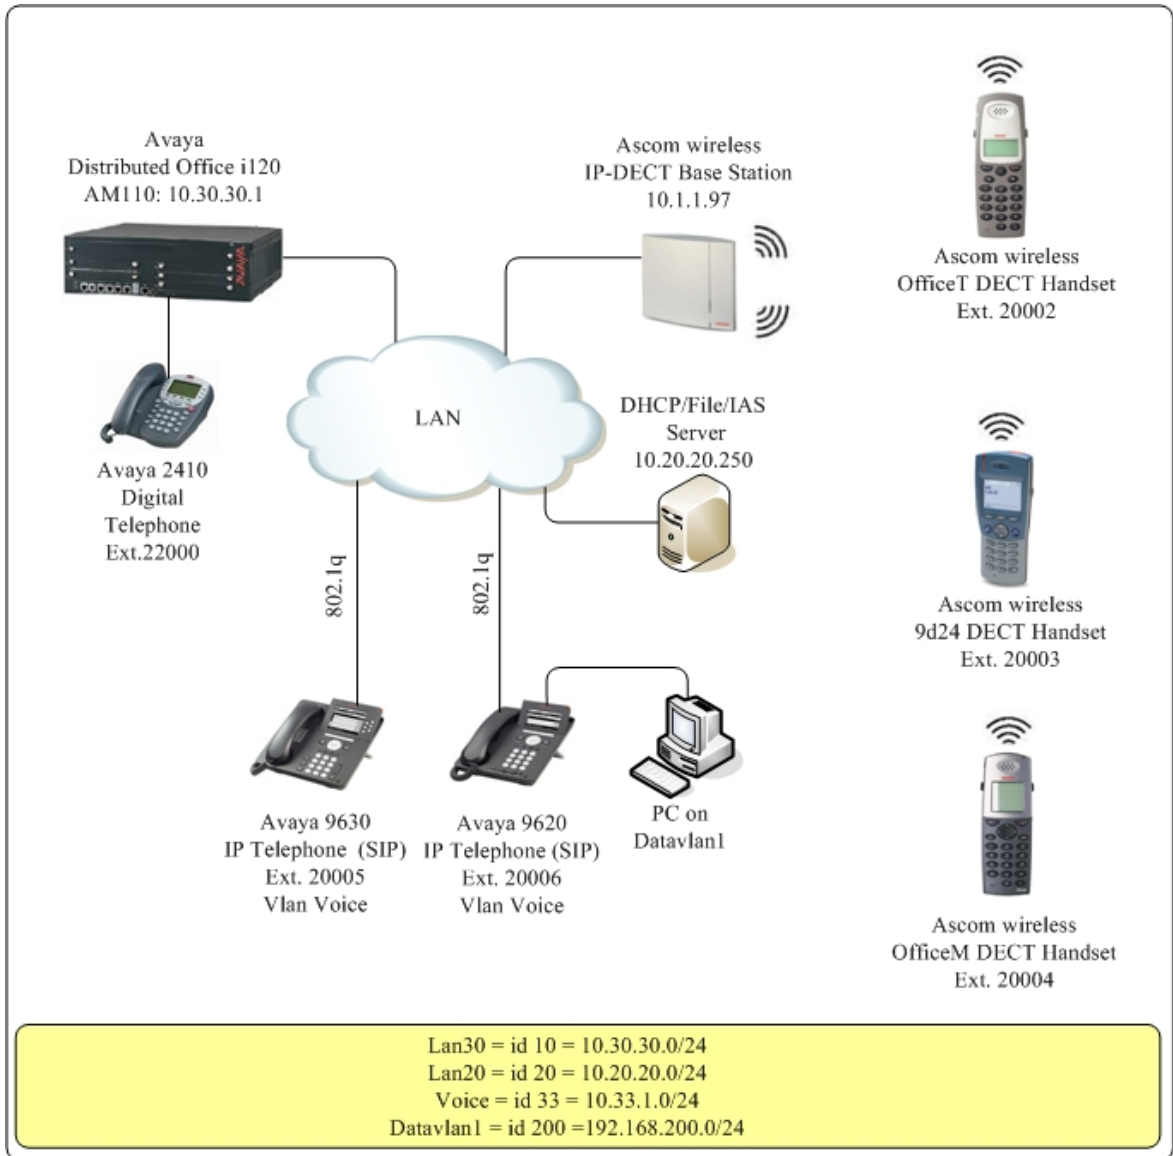 Avaya
Distributed Office i120
AM110: 10.30.30.1
Ascom wireless
IP-DECT Base Station
10.1.1.97
Ascom wireless
OfficeT DECT Handset
Ext. 20002
AVAYA
LAN
Avaya 2410
Digital
Telephone
Ext.22000
DHCP/File/IAS
Server
10.20.20.250
802.1q
802.1q
Ascom wireless
9d24 DECT Handset
Ext. 20003
Avaya 9630
IP Telephone (SIP)
Ext. 20005
Vlan Voice
Avaya 9620
IP Telephone (SIP)
Ext. 20006
Vlan Voice
PC on
Datavlan1
Ascom wireless
OfficeM DECT Handset
Ext. 20004
Lan30 = id 10 = 10.30.30.0/24
Lan20 = id 20 = 10.20.20.0/24
Voice = id 33 = 10.33.1.0/24
Datavlan1 = id 200 =192.168.200.0/24